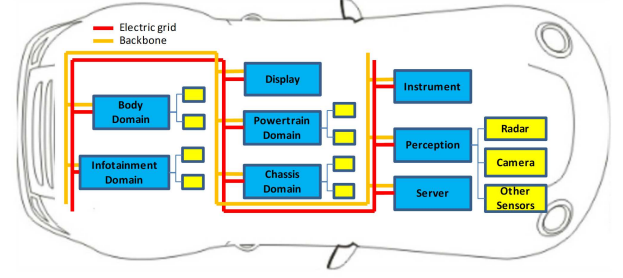 Electric grid
Backbone
Display
Instrument
Body
Domain
Powertrain
Domain
Radar
Perception
Infotainment
Domain
Camera
Chassis
Domain
Server
Other
Sensors